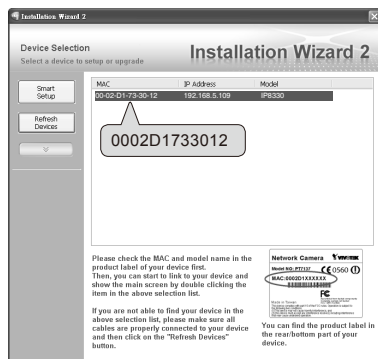 Installation Wizard 2
Device Selection
Select a device to setup or upgrade
Installation Wizard 2
Smart
Setup
Refresh
Devices
MAC IP Address Model
00-02-D1-73-30-12 192.168.5.109 IP8330
0002D1733012
Please check the MAC and model name in the
product label of your device first.
Then, you can start to link to your device and
show the main screen by double clicking the
item in the above selection list.
If you are not able to find your device in the
above selection list, please make sure all
cables are properly connected to your device
and then click on the "Refresh Devices"
button.
Network Camera VIVOTEK
Model NO: PT7137 CE 0560
MAC:0002D1XXXXXX
Made in Taiwan
FC
You can find the product label in
the rear/bottom part of your
device.